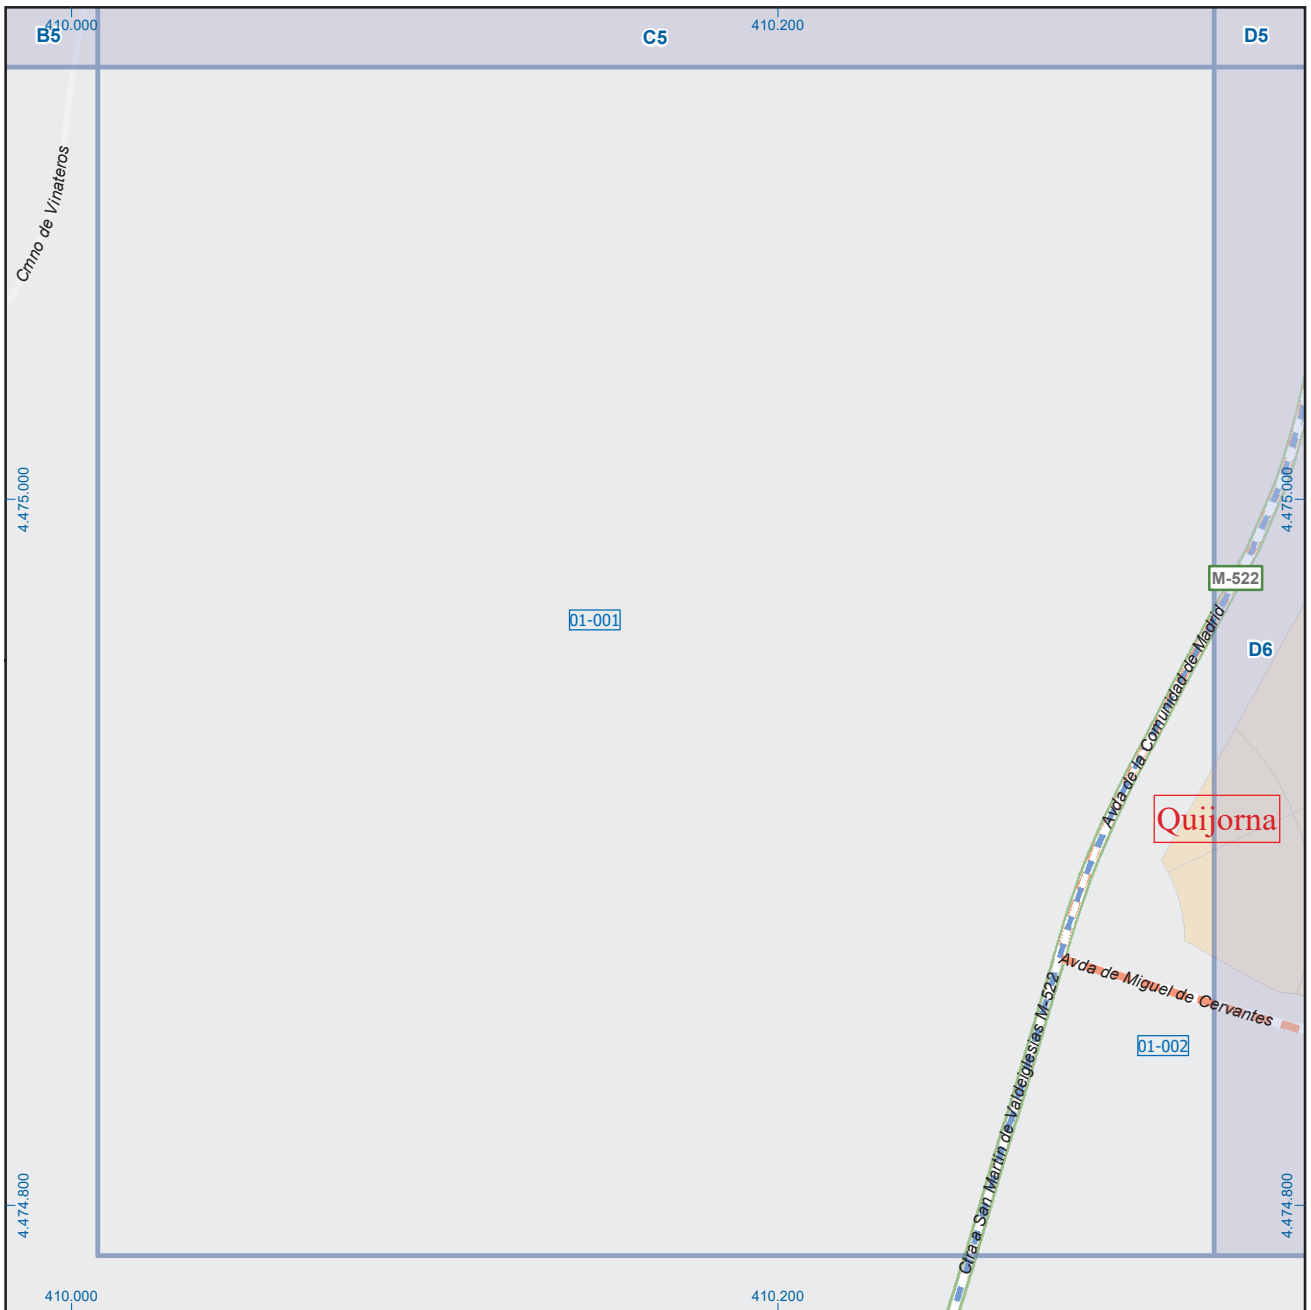 410.000
410.200
B5
C5
D5
Cmno de Vinateros
4.475.000
4.475.000
M-522
01-001
Avda de la Comunidad de Madrid
D6
Quijorna
Avda de Miguel de Cervantes
Ctra a San Martín de Valdeiglesias M-522
01-002
4.474.800
4.474.800
410.000
410.200